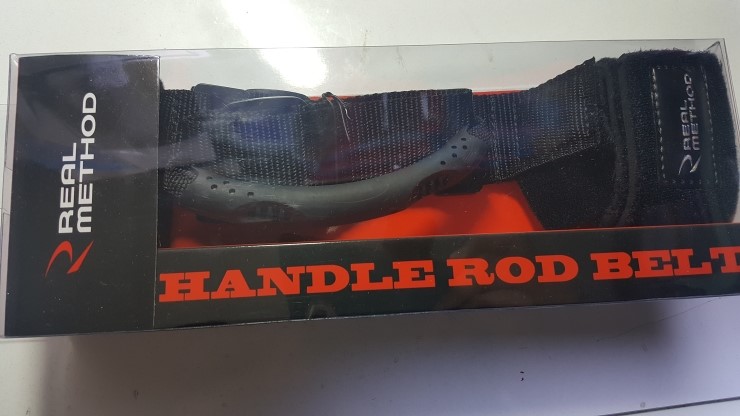 REAL
METHOD
REAL
METHOD
HANDLE ROD BELT